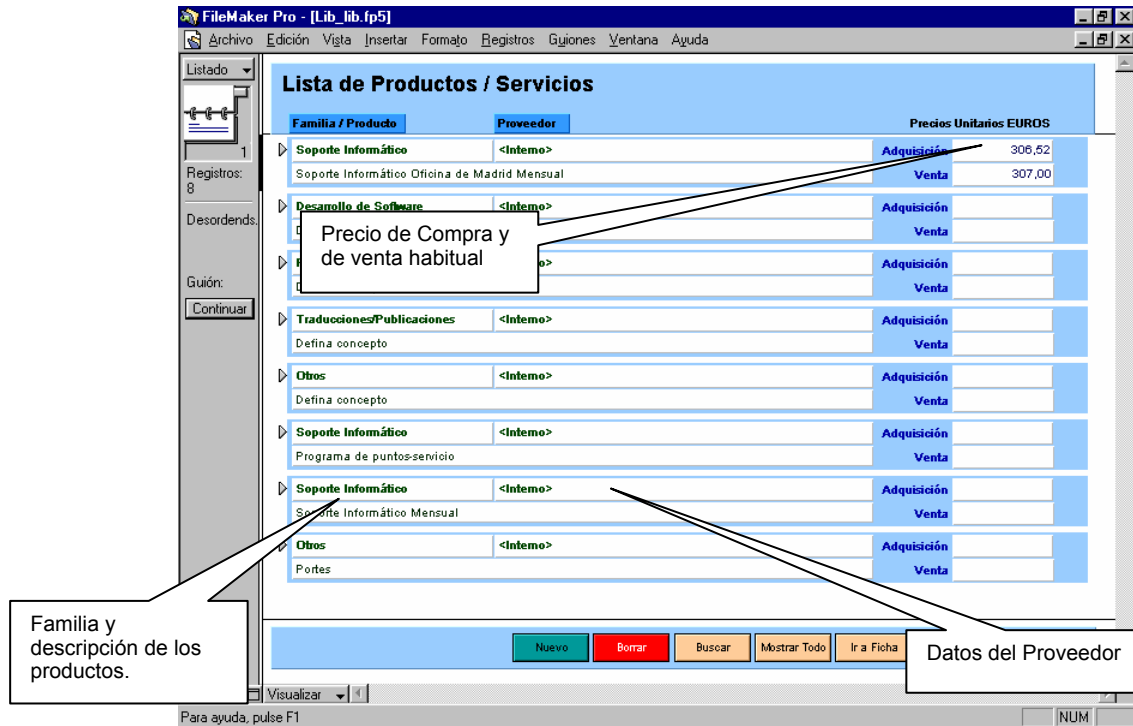 FileMaker Pro - [Lib_lib.fp5]
Archivo Edición Vista Insertar Formato Registros Guiones Ventana Ayuda
Listado
1
Registros:
8
Desordends.
Guión:
Continuar
Lista de Productos / Servicios
Familia / Producto Proveedor Precios Unitarios EUROS
Soporte Informático <Interno> Adquisición 306,52
Soporte Informático Oficina de Madrid Mensual Venta 307,00
Desarrollo de Software <Interno> Adquisición
Venta
Adquisición
Venta
Precio de Compra y
de venta habitual
Traducciones/Publicaciones <Interno> Adquisición
Defina concepto Venta
Otros <Interno> Adquisición
Defina concepto Venta
Soporte Informático <Interno> Adquisición
Programa de puntos-servicio Venta
Soporte Informático <Interno> Adquisición
Soporte Informático Mensual Venta
Otros <Interno> Adquisición
Portes Venta
Familia y
descripción de los
productos.
Nuevo Borrar Buscar Mostrar Todo Ir a Ficha
Datos del Proveedor
Visualizar
Para ayuda, pulse F1 NUM